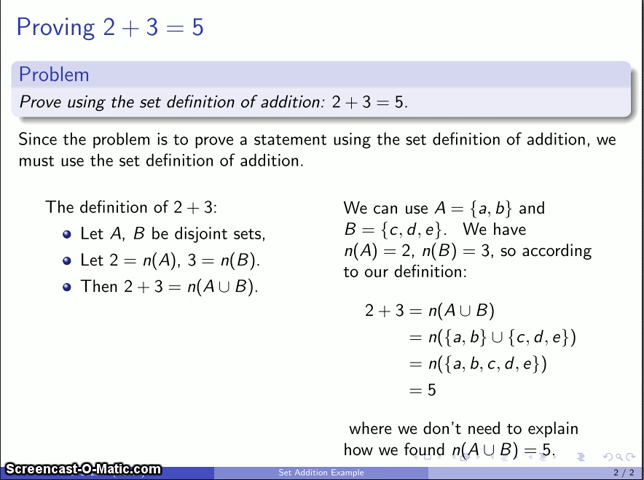 Proving 2 + 3 = 5
Problem
Prove using the set definition of addition: 2 + 3 = 5.
Since the problem is to prove a statement using the set definition of addition, we
must use the set definition of addition.
The definition of 2 + 3:
• Let A, B be disjoint sets,
• Let 2 = n(A), 3 = n(B).
• Then 2 + 3 = n(A ∪ B).
We can use A = {a, b} and
B = {c, d, e}. We have
n(A) = 2, n(B) = 3, so according
to our definition:
2 + 3 = n(A ∪ B)
= n({a, b} ∪ {c, d, e})
= n({a, b, c, d, e})
= 5
where we don't need to explain
how we found n(A ∪ B) = 5.
Screencast-O-Matic.com
Set Addition Example
2 / 2